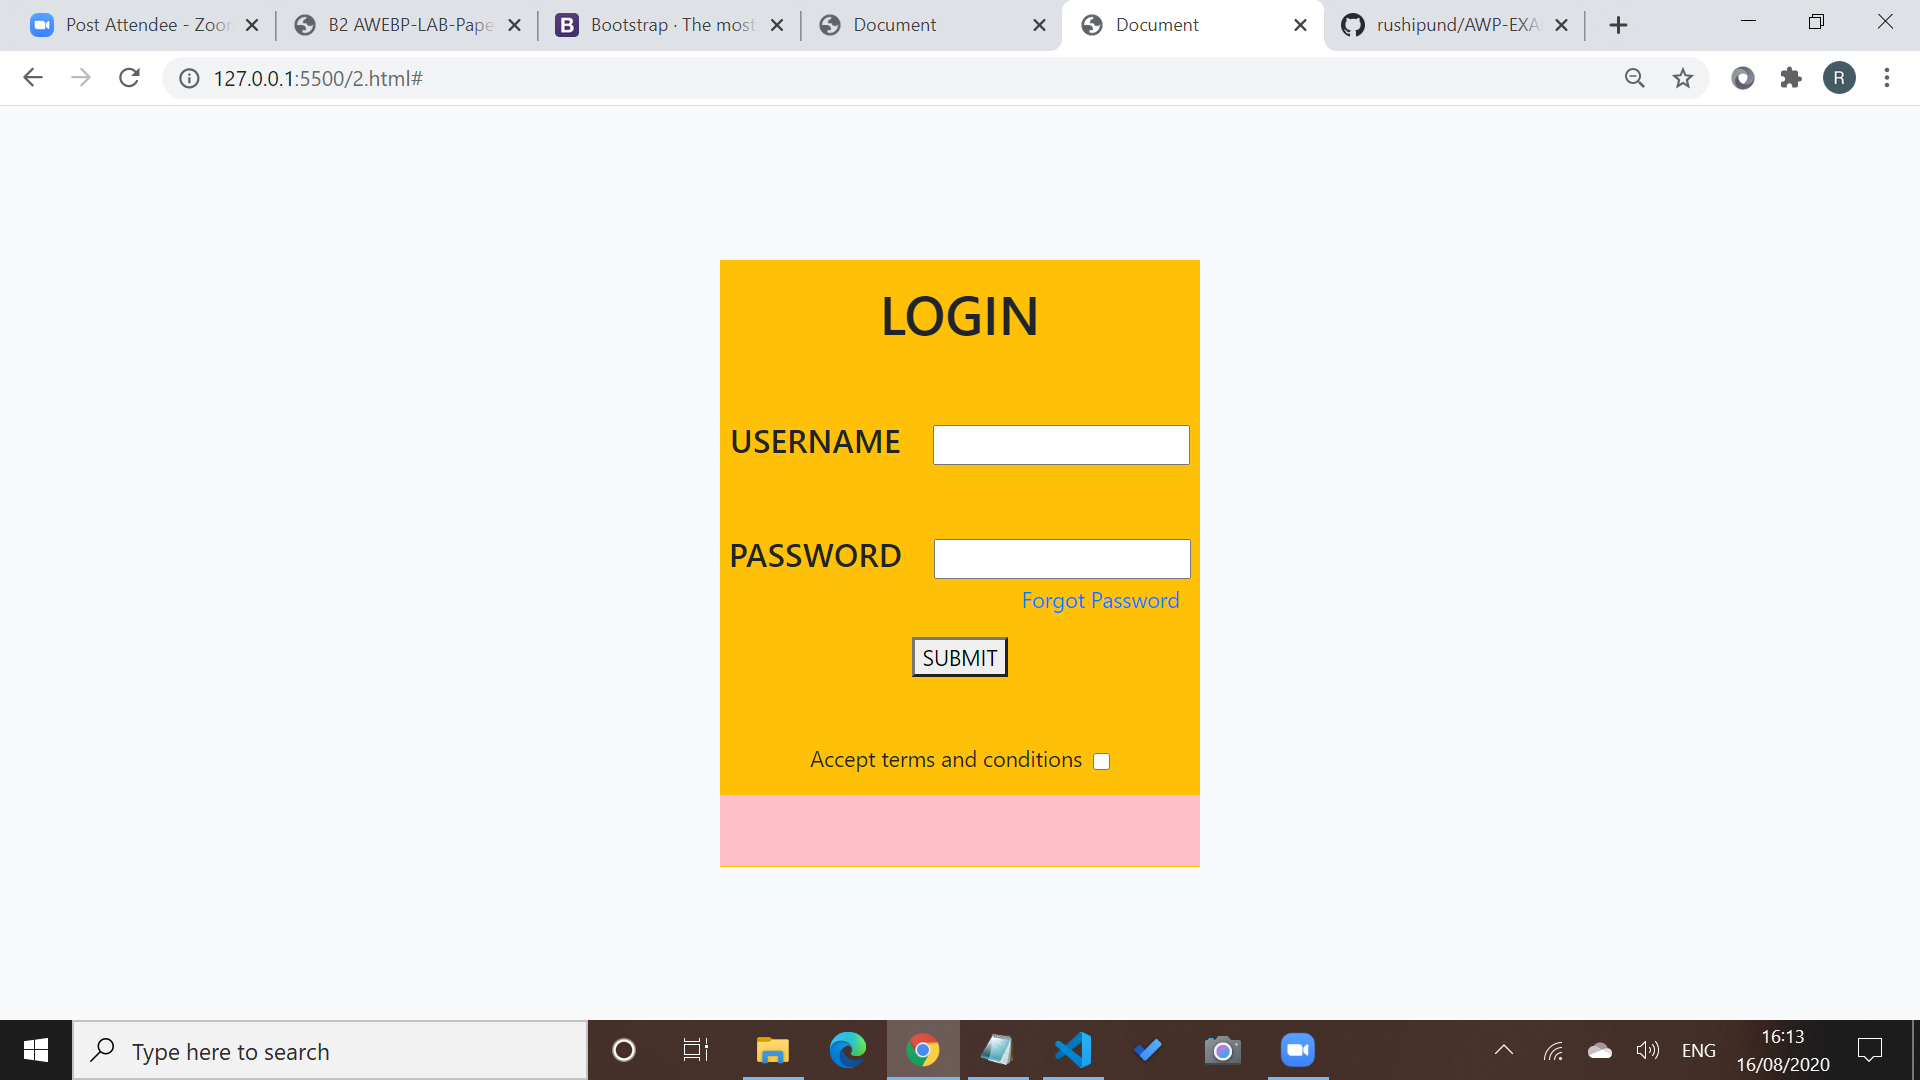 Post Attendee - Zoom
B2 AWEBP-LAB-Pape
Bootstrap · The most
Document
Document
rushipund/AWP-EXA
127.0.0.1:5500/2.html#
R
LOGIN
USERNAME
PASSWORD
Forgot Password
SUBMIT
Accept terms and conditions
Type here to search
ENG
16:13
16/08/2020